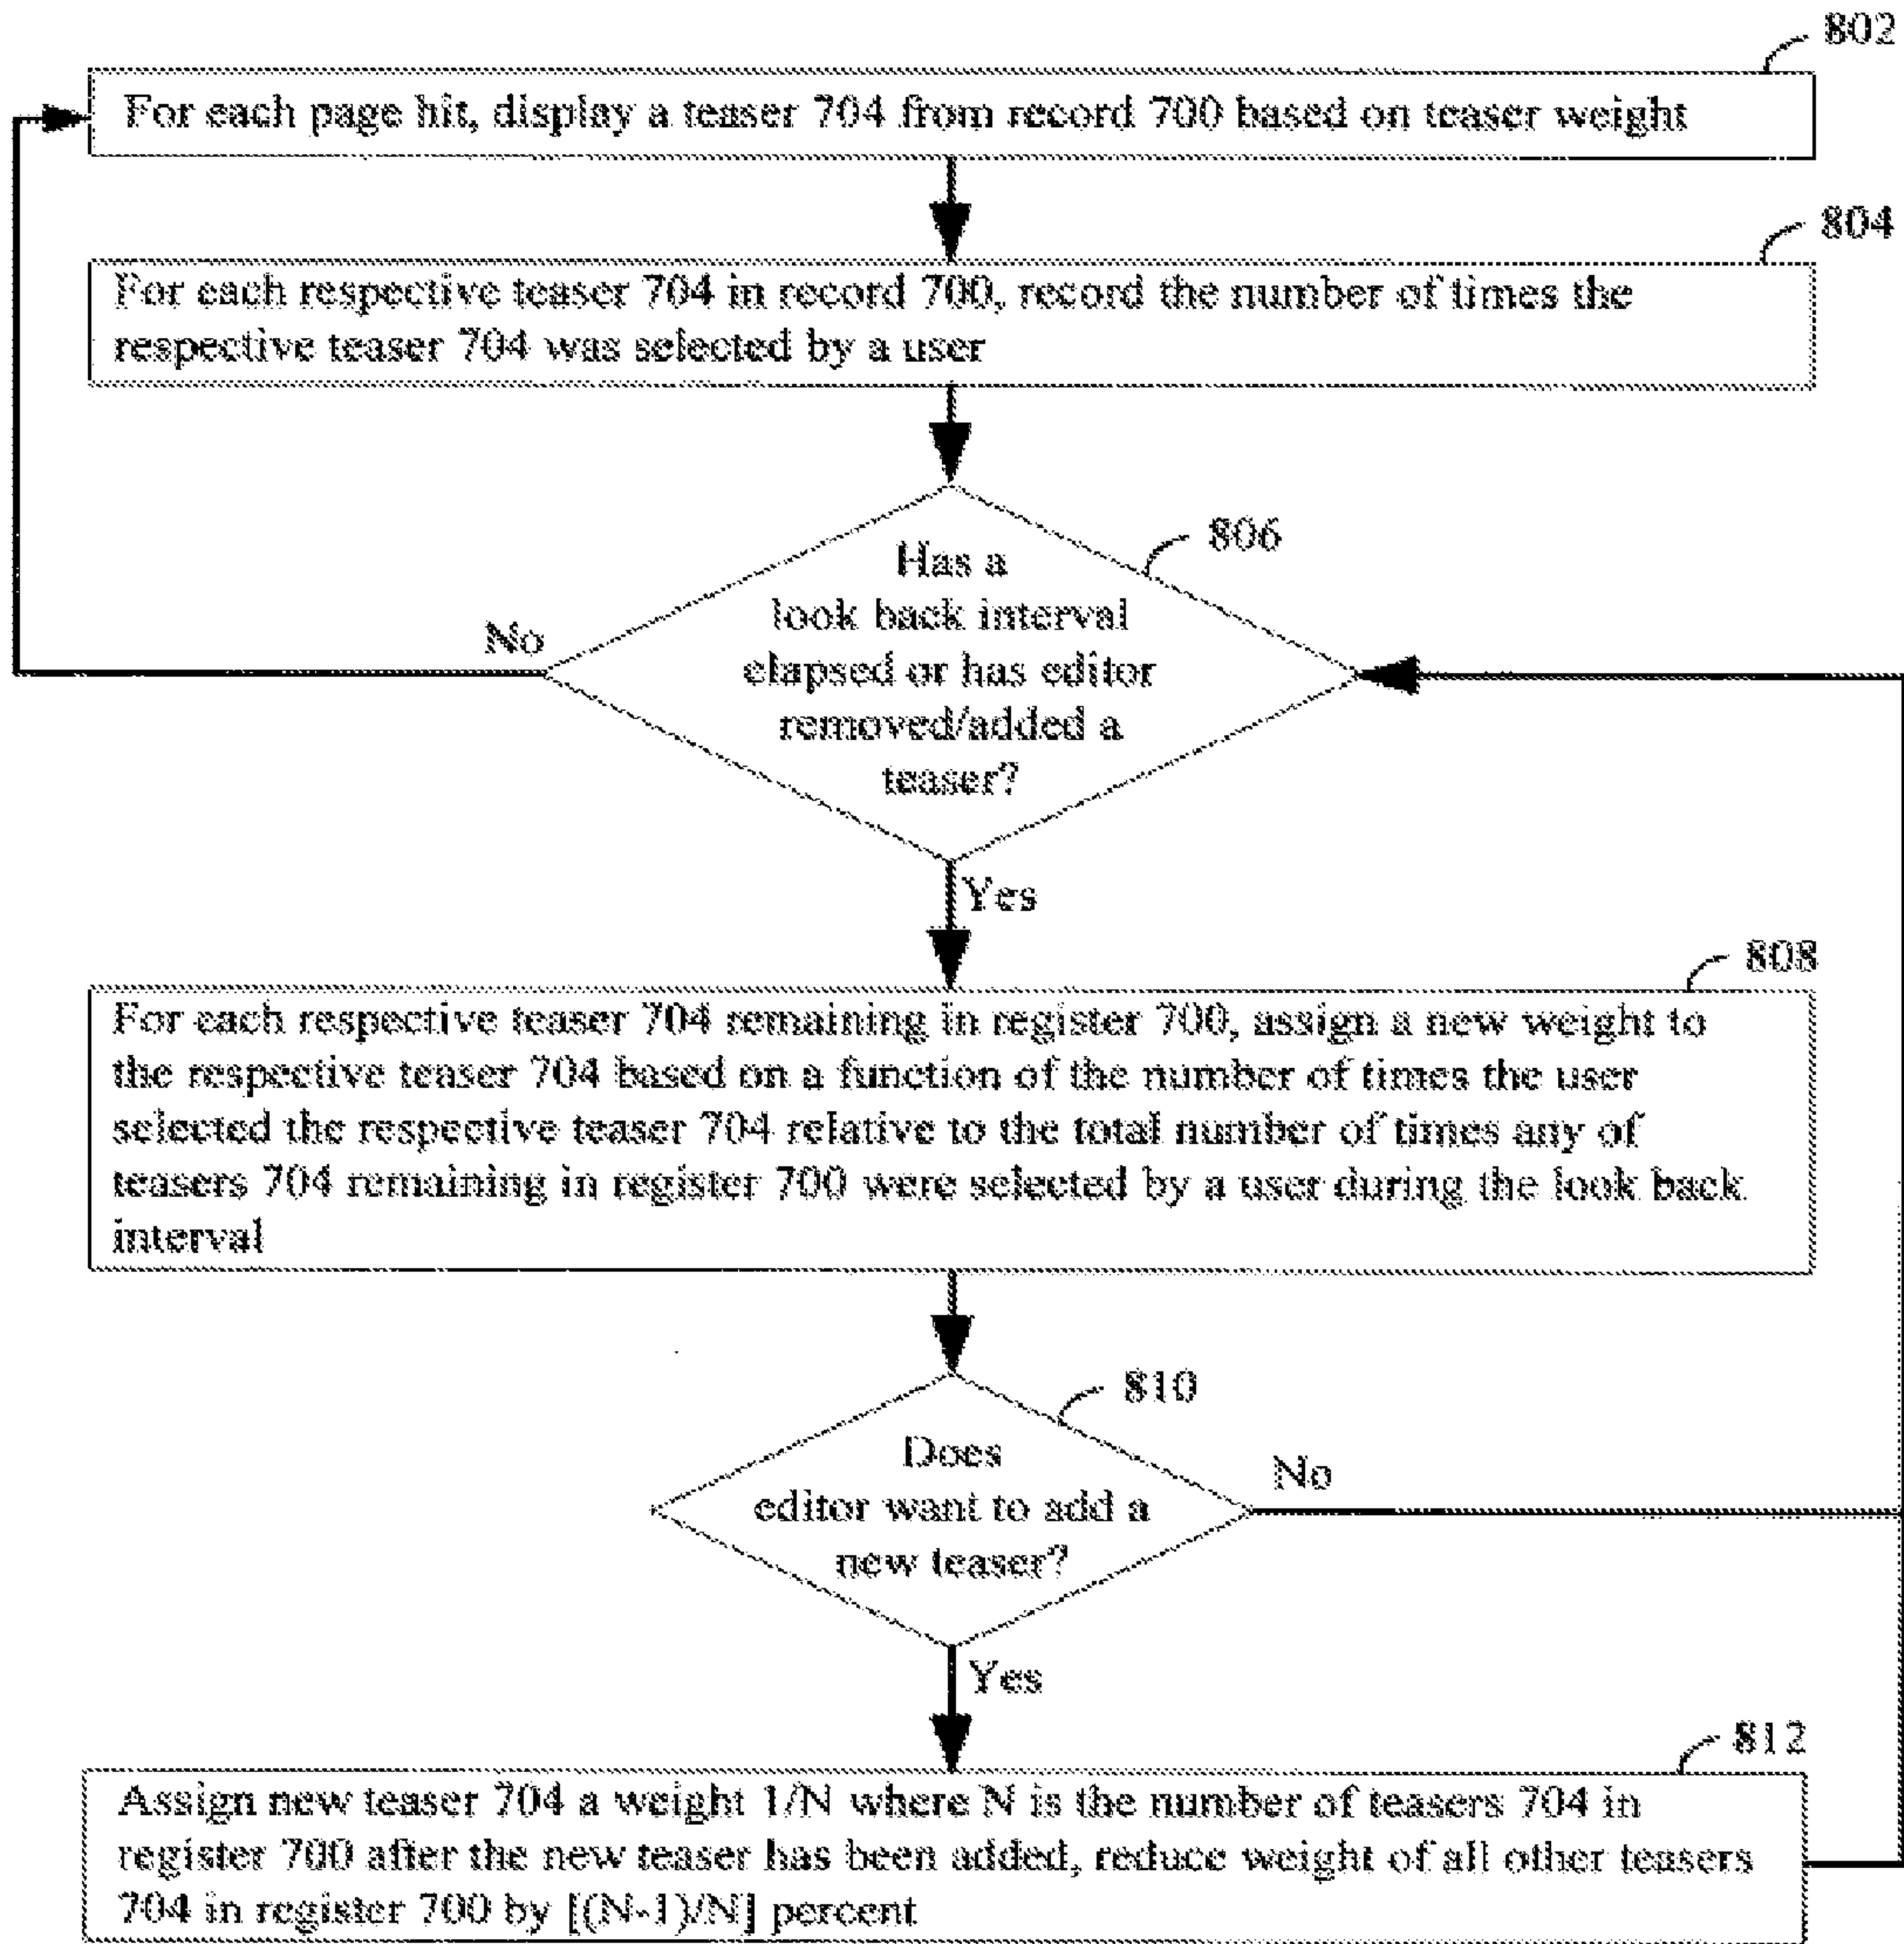 802
For each page hit, display a teaser 704 from record 700 based on teaser weight
804
For each respective teaser 704 in record 700, record the number of times the
respective teaser 704 was selected by a user
806
Has a
look back interval
elapsed or has editor
removed/added a
teaser?
No
Yes
808
For each respective teaser 704 remaining in register 700, assign a new weight to
the respective teaser 704 based on a function of the number of times the user
selected the respective teaser 704 relative to the total number of times any of
teasers 704 remaining in register 700 were selected by a user during the look back
interval
810
Does
editor want to add a
new teaser?
No
Yes
812
Assign new teaser 704 a weight 1/N where N is the number of teasers 704 in
register 700 after the new teaser has been added, reduce weight of all other teasers
704 in register 700 by [(N-1)/N] percent